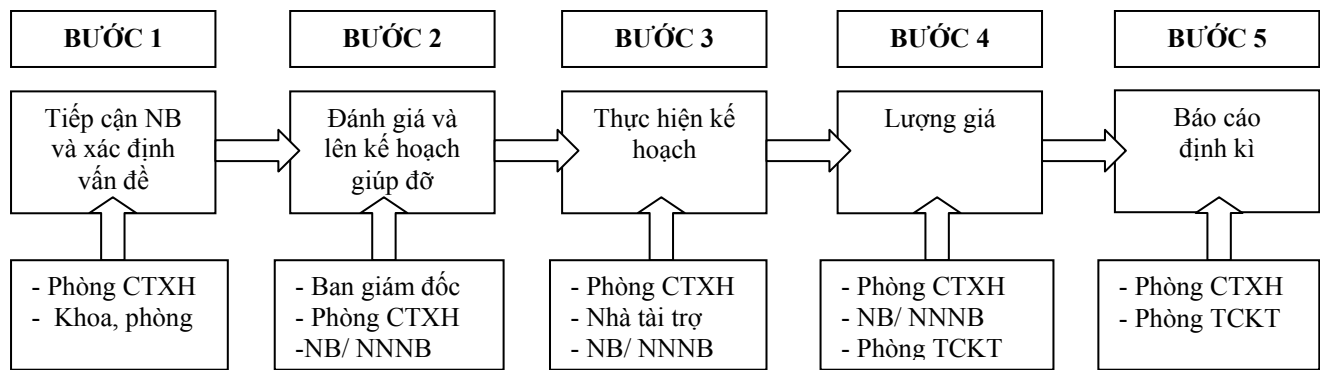 BƯỚC 1
BƯỚC 2
BƯỚC 3
BƯỚC 4
BƯỚC 5
Tiếp cận NB
và xác định
vấn đề
Đánh giá và
lên kế hoạch
giúp đỡ
Thực hiện kế
hoạch
Lượng giá
Báo cáo
định kì
- Phòng CTXH
- Khoa, phòng
- Ban giám đốc
- Phòng CTXH
-NB/ NNNB
- Phòng CTXH
- Nhà tài trợ
- NB/ NNNB
- Phòng CTXH
- NB/ NNNB
- Phòng TCKT
- Phòng CTXH
- Phòng TCKT